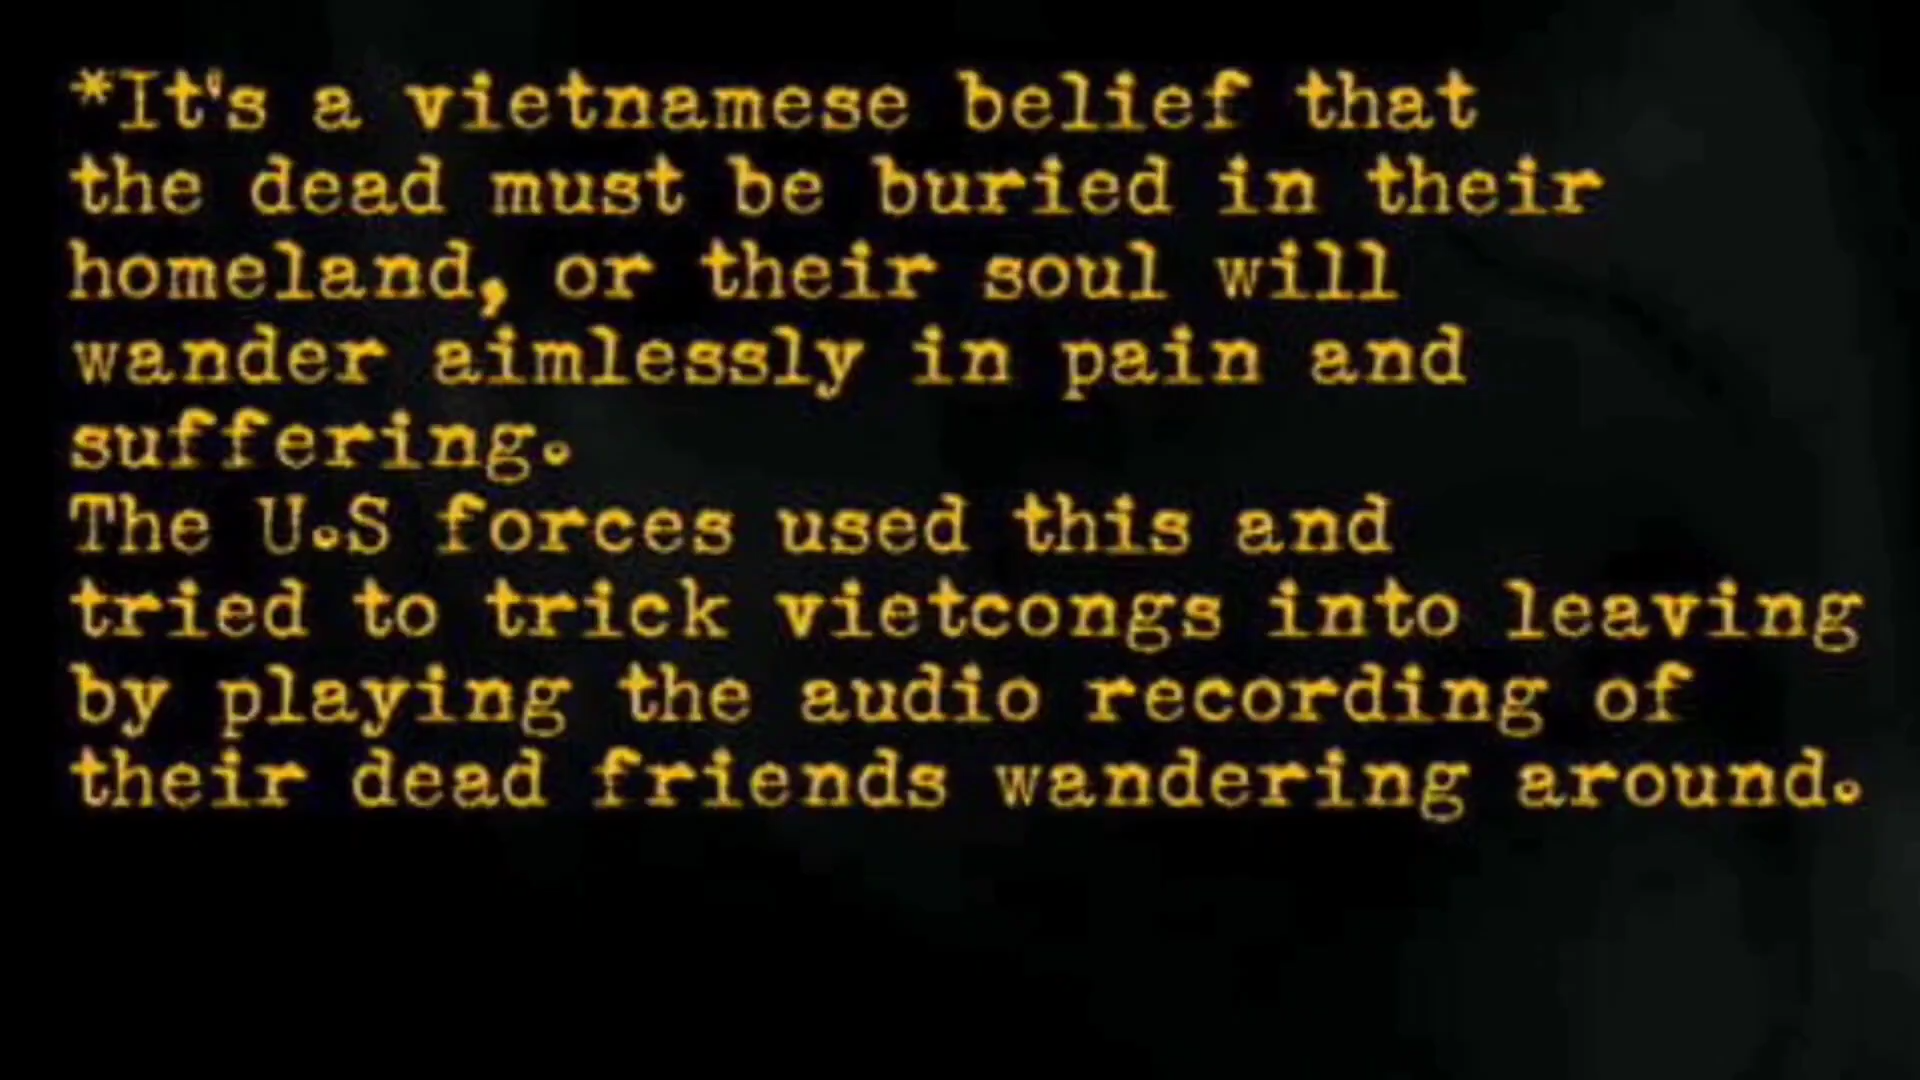 *It's a vietnamese belief that
the dead must be buried in their
homeland, or their soul will
wander aimlessly in pain and
suffering.
The U.S forces used this and
tried to trick vietcongs into leaving
by playing the audio recording of
their dead friends wandering around.